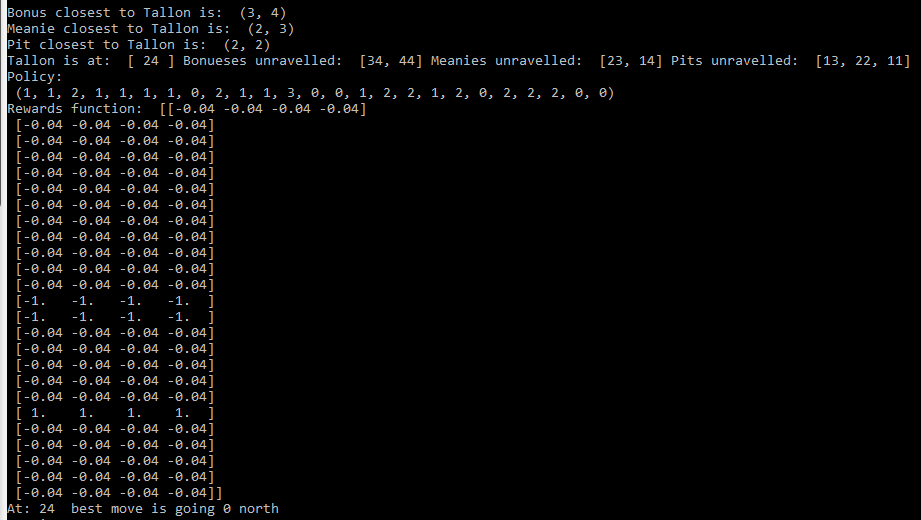 Bonus closest to Tallon is:  (3, 4)
Meanie closest to Tallon is:  (2, 3)
Pit closest to Tallon is:  (2, 2)
Tallon is at:  [ 24 ] Bonueses unravelled:  [34, 44] Meanies unravelled:  [23, 14] Pits unravelled:  [13, 22, 11]
Policy:
 (1, 1, 2, 1, 1, 1, 1, 0, 2, 1, 1, 3, 0, 0, 1, 2, 2, 1, 2, 0, 2, 2, 2, 0, 0)
Rewards function:  [[-0.04 -0.04 -0.04 -0.04]
 [-0.04 -0.04 -0.04 -0.04]
 [-0.04 -0.04 -0.04 -0.04]
 [-0.04 -0.04 -0.04 -0.04]
 [-0.04 -0.04 -0.04 -0.04]
 [-0.04 -0.04 -0.04 -0.04]
 [-0.04 -0.04 -0.04 -0.04]
 [-0.04 -0.04 -0.04 -0.04]
 [-0.04 -0.04 -0.04 -0.04]
 [-0.04 -0.04 -0.04 -0.04]
 [-0.04 -0.04 -0.04 -0.04]
 [-0.04 -0.04 -0.04 -0.04]
 [-1.   -1.   -1.   -1.  ]
 [-1.   -1.   -1.   -1.  ]
 [-0.04 -0.04 -0.04 -0.04]
 [-0.04 -0.04 -0.04 -0.04]
 [-0.04 -0.04 -0.04 -0.04]
 [-0.04 -0.04 -0.04 -0.04]
 [-0.04 -0.04 -0.04 -0.04]
 [ 1.    1.    1.    1.  ]
 [-0.04 -0.04 -0.04 -0.04]
 [-0.04 -0.04 -0.04 -0.04]
 [-0.04 -0.04 -0.04 -0.04]
 [-0.04 -0.04 -0.04 -0.04]
 [-0.04 -0.04 -0.04 -0.04]]
At: 24  best move is going 0 north